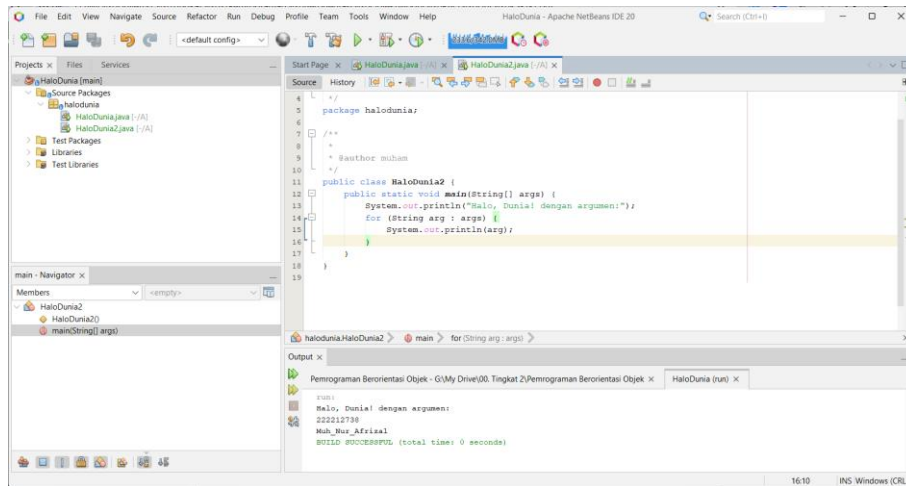 File Edit View Navigate Source Refactor Run Debug Profile Team Tools Window Help
HaloDunia - Apache NetBeans IDE 20
Search (Ctrl+I)
<default config>
Projects Files Services
HaloDunia [main]
Source Packages
halodunia
HaloDunia.java [-/A]
HaloDunia2.java [-/A]
Test Packages
Libraries
Test Libraries
main - Navigator
Members <empty>
HaloDunia2
HaloDunia2()
main(String[] args)
Start Page HaloDunia.java [-/A] HaloDunia2.java [-/A]
Source History
4 */
5 package halodunia;
6
7 /**
8 *
9 * @author muham
10 */
11 public class HaloDunia2 {
12 public static void main(String[] args) {
13 System.out.println("Halo, Dunia! dengan argumen:");
14 for (String arg : args) {
15 System.out.println(arg);
16 }
17 }
18 }
19
halodunia.HaloDunia2 main for (String arg : args)
Output
Pemrograman Berorientasi Objek - G:\My Drive\00. Tingkat 2\Pemrograman Berorientasi Objek HaloDunia (run)
run:
Halo, Dunia! dengan argumen:
222212738
Muh_Nur_Afrizal
BUILD SUCCESSFUL (total time: 0 seconds)
16:10 INS Windows (CRL